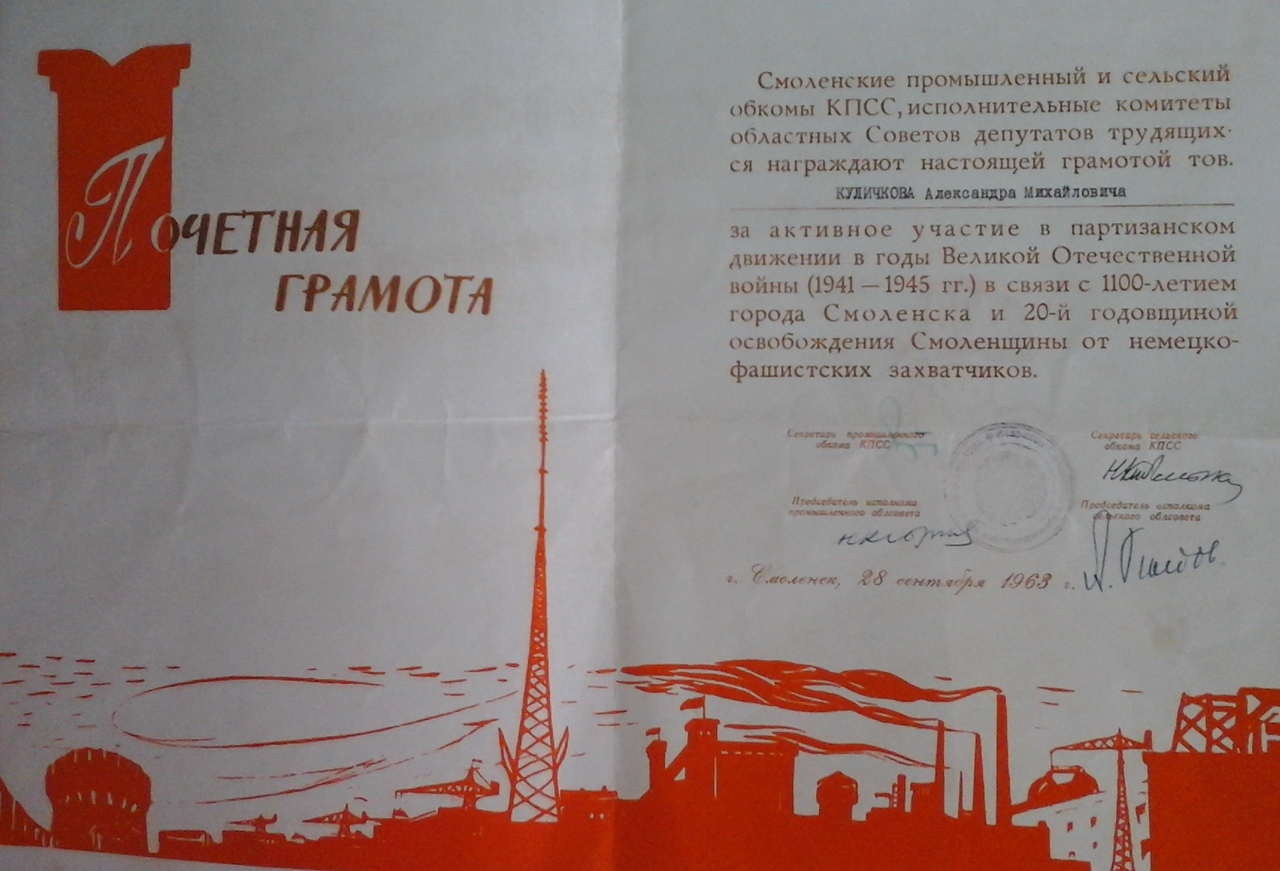 Почетная
грамота
Смоленские промышленный и сельский
обкомы КПСС, исполнительные комитеты
областных Советов депутатов трудящих-
ся награждают настоящей грамотой тов.
КУЛИЧКОВА Александра Михайловича
за активное участие в партизанском
движении в годы Великой Отечественной
войны (1941 — 1945 гг.) в связи с 1100-летием
города Смоленска и 20-й годовщиной
освобождения Смоленщины от немецко-
фашистских захватчиков.
Секретарь промышленного
обкома КПСС
Секретарь сельского
обкома КПСС
Председатель исполкома
промышленного облсовета
Председатель исполкома
сельского облсовета
г. Смоленск, 28 сентября 1963 г.